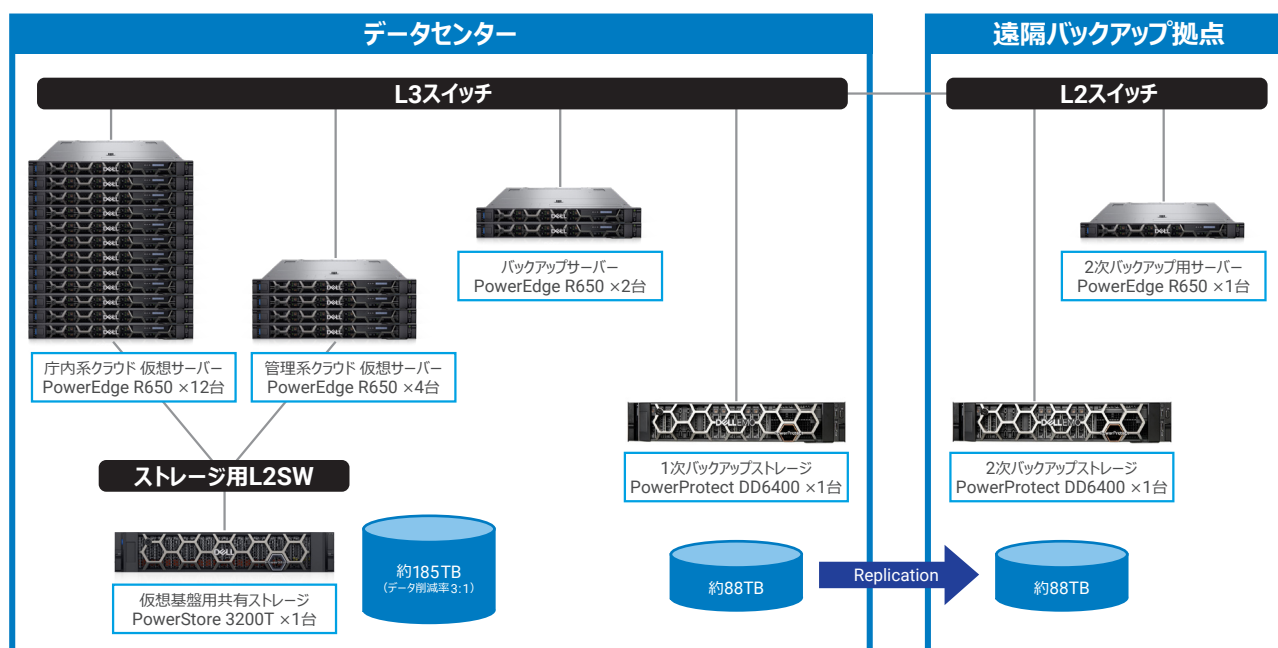 データセンター
遠隔バックアップ拠点
L3スイッチ
L2スイッチ
バックアップサーバー
PowerEdge R650 ×2台
2次バックアップ用サーバー
PowerEdge R650 ×1台
庁内系クラウド 仮想サーバー
PowerEdge R650 ×12台
管理系クラウド 仮想サーバー
PowerEdge R650 ×4台
1次バックアップストレージ
PowerProtect DD6400 ×1台
2次バックアップストレージ
PowerProtect DD6400 ×1台
ストレージ用L2SW
仮想基盤用共有ストレージ
PowerStore 3200T ×1台
約185TB
(データ削減率3:1)
約88TB
Replication
約88TB